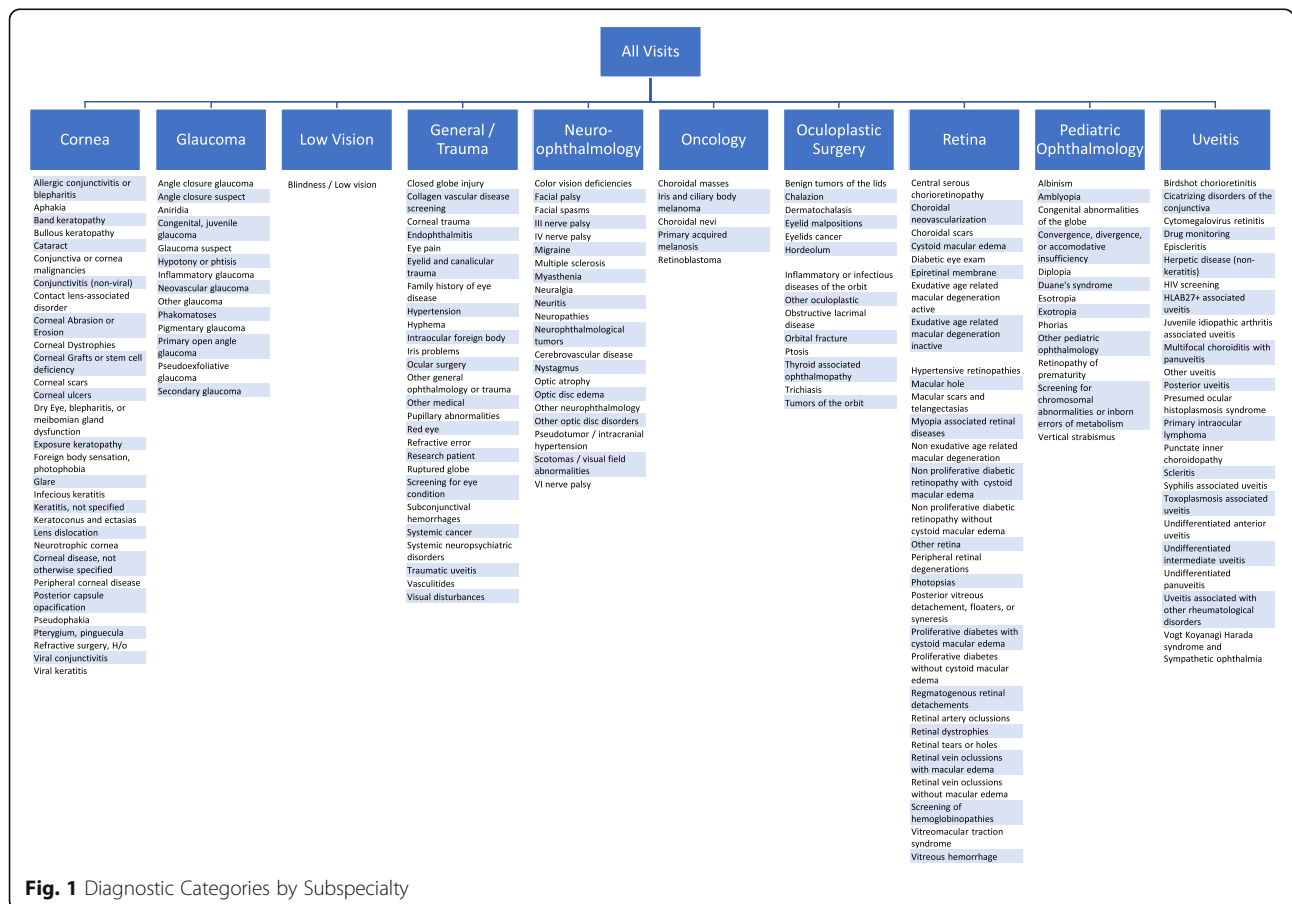 All Visits
Cornea
Glaucoma
Low Vision
General /
Trauma
Neuro-
ophthalmology
Oncology
Oculoplastic
Surgery
Retina
Pediatric
Ophthalmology
Uveitis
Allergic conjunctivitis or
blepharitis
Aphakia
Band keratopathy
Bullous keratopathy
Cataract
Conjunctiva or cornea
malignancies
Conjunctivitis (non-viral)
Contact lens-associated
disorder
Corneal Abrasion or
Erosion
Corneal Dystrophies
Corneal Grafts or stem cell
deficiency
Corneal scars
Corneal ulcers
Dry Eye, blepharitis, or
meibomian gland
dysfunction
Exposure keratopathy
Foreign body sensation,
photophobia
Glare
Infecious keratitis
Keratitis, not specified
Keratoconus and ectasias
Lens dislocation
Neurotrophic cornea
Corneal disease, not
otherwise specified
Peripheral corneal disease
Posterior capsule
opacification
Pseudophakia
Pterygium, pinguecula
Refractive surgery, H/o
Viral conjunctivitis
Viral keratitis
Angle closure glaucoma
Angle closure suspect
Aniridia
Congenital, juvenile
glaucoma
Glaucoma suspect
Hypotony or phtisis
Inflammatory glaucoma
Neovascular glaucoma
Other glaucoma
Phakomatoses
Pigmentary glaucoma
Primary open angle
glaucoma
Pseudoexfoliative
glaucoma
Secondary glaucoma
Blindness / Low vision
Closed globe injury
Collagen vascular disease
screening
Corneal trauma
Endophthalmitis
Eye pain
Eyelid and canalicular
trauma
Family history of eye
disease
Hypertension
Hyphema
Intraocular foreign body
Iris problems
Ocular surgery
Other general
ophthalmology or trauma
Other medical
Pupillary abnormalities
Red eye
Refractive error
Research patient
Ruptured globe
Screening for eye
condition
Subconjunctival
hemorrhages
Systemic cancer
Systemic neuropsychiatric
disorders
Traumatic uveitis
Vasculitides
Visual disturbances
Color vision deficiencies
Facial palsy
Facial spasms
III nerve palsy
IV nerve palsy
Migraine
Multiple sclerosis
Myasthenia
Neuralgia
Neuritis
Neuropathies
Neurophthalmological
tumors
Cerebrovascular disease
Nystagmus
Optic atrophy
Optic disc edema
Other neurophthalmology
Other optic disc disorders
Pseudotumor / intracranial
hypertension
Scotomas / visual field
abnormalities
VI nerve palsy
Choroidal masses
Iris and ciliary body
melanoma
Choroidal nevi
Primary acquired
melanosis
Retinoblastoma
Benign tumors of the lids
Chalazion
Dermatochalasis
Eyelid malpositions
Eyelids cancer
Hordeolum
Inflammatory or infectious
diseases of the orbit
Other oculoplastic
Obstructive lacrimal
disease
Orbital fracture
Ptosis
Thyroid associated
ophthalmopathy
Trichiasis
Tumors of the orbit
Central serous
chorioretinopathy
Choroidal
neovascularization
Choroidal scars
Cystoid macular edema
Diabetic eye exam
Epiretinal membrane
Exudative age related
macular degeneration
active
Exudative age related
macular degeneration
inactive
Hypertensive retinopathies
Macular hole
Macular scars and
telangectasias
Myopia associated retinal
diseases
Non exudative age related
macular degeneration
Non proliferative diabetic
retinopathy with cystoid
macular edema
Non proliferative diabetic
retinopathy without
cystoid macular edema
Other retina
Peripheral retinal
degenerations
Photopsias
Posterior vitreous
detachement, floaters, or
syneresis
Proliferative diabetes with
cystoid macular edema
Proliferative diabetes
without cystoid macular
edema
Regmatogenous retinal
detachements
Retinal artery oclussions
Retinal dystrophies
Retinal tears or holes
Retinal vein oclussions
with macular edema
Retinal vein oclussions
without macular edema
Screening of
hemoglobinopathies
Vitreomacular traction
syndrome
Vitreous hemorrhage
Albinism
Amblyopia
Congenital abnormalities
of the globe
Convergence, divergence,
or accomodative
insufficiency
Diplopia
Duane's syndrome
Esotropia
Exotropia
Phorias
Other pediatric
ophthalmology
Retinopathy of
prematurity
Screening for
chromosomal
abnormalities or inborn
errors of metabolism
Vertical strabismus
Birdshot chorioretinitis
Cicatrizing disorders of the
conjunctiva
Cytomegalovirus retinitis
Drug monitoring
Episcleritis
Herpetic disease (non-
keratitis)
HIV screening
HLAB27+ associated
uveitis
Juvenile idiopathic arthritis
associated uveitis
Multifocal choroiditis with
panuveitis
Other uveitis
Posterior uveitis
Presumed ocular
histoplasmosis syndrome
Primary intraocular
lymphoma
Punctate inner
choroidopathy
Scleritis
Syphilis associated uveitis
Toxoplasmosis associated
uveitis
Undifferentiated anterior
uveitis
Undifferentiated
intermediate uveitis
Undifferentiated
panuveitis
Uveitis associated with
other rheumatological
disorders
Vogt Koyanagi Harada
syndrome and
Sympathetic ophthalmia
Fig. 1 Diagnostic Categories by Subspecialty